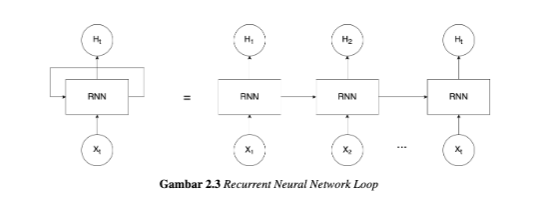 Ht H1 H2 Ht
RNN = RNN RNN RNN
Xt X1 X2 ... Xt
Gambar 2.3 Recurrent Neural Network Loop